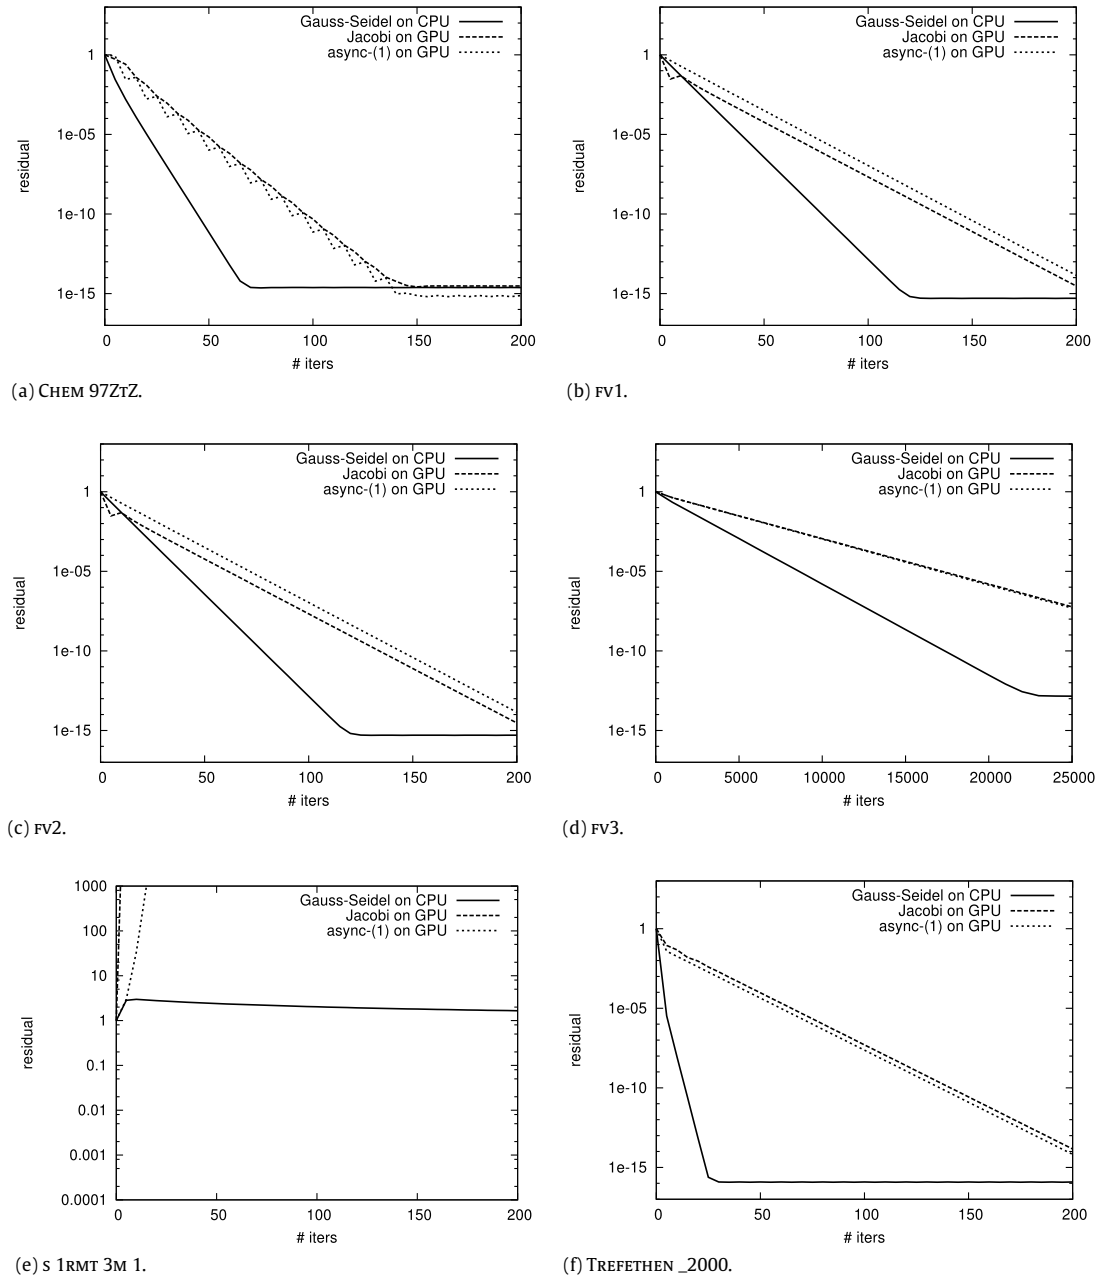 Gauss-Seidel on CPU
Jacobi on GPU
async-(1) on GPU
1
1e-05
1e-10
1e-15
residual
0 50 100 150 200
# iters
(a) CHEM 97ZTZ.
Gauss-Seidel on CPU
Jacobi on GPU
async-(1) on GPU
1
1e-05
1e-10
1e-15
residual
0 50 100 150 200
# iters
(b) FV1.
Gauss-Seidel on CPU
Jacobi on GPU
async-(1) on GPU
1
1e-05
1e-10
1e-15
residual
0 50 100 150 200
# iters
(c) FV2.
Gauss-Seidel on CPU
Jacobi on GPU
async-(1) on GPU
1
1e-05
1e-10
1e-15
residual
0 5000 10000 15000 20000 25000
# iters
(d) FV3.
Gauss-Seidel on CPU
Jacobi on GPU
async-(1) on GPU
1000
100
10
1
0.1
0.01
0.001
0.0001
residual
0 50 100 150 200
# iters
(e) S 1RMT 3M 1.
Gauss-Seidel on CPU
Jacobi on GPU
async-(1) on GPU
1
1e-05
1e-10
1e-15
residual
0 50 100 150 200
# iters
(f) TREFETHEN _2000.